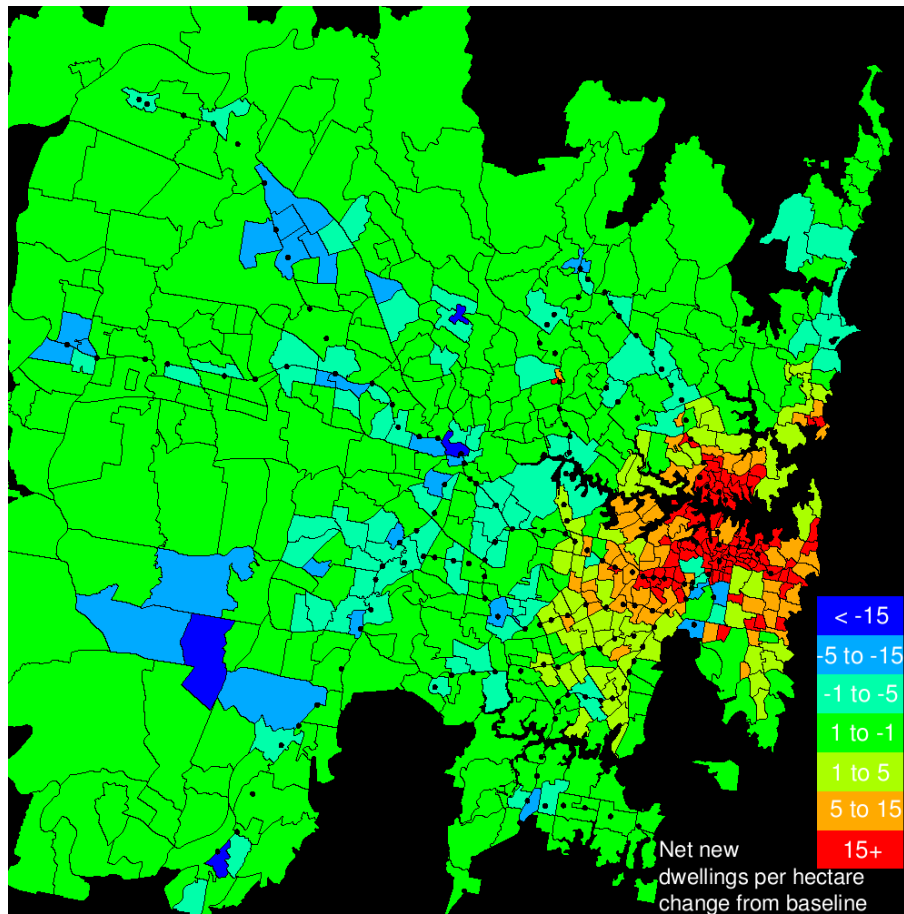 < -15
-5 to -15
-1 to -5
1 to -1
1 to 5
5 to 15
15+
Net new
dwellings per hectare
change from baseline